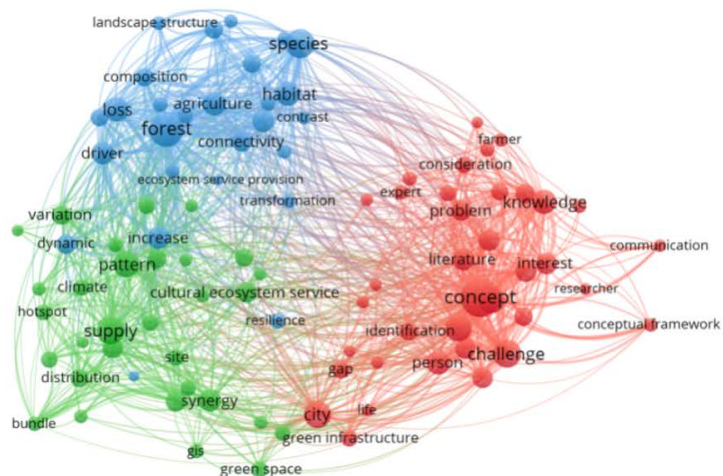 landscape structure
species
composition
habitat
loss
agriculture
contrast
forest
farmer
connectivity
driver
consideration
ecosystem service provision
expert
transformation
knowledge
problem
variation
increase
dynamic
communication
literature
interest
pattern
climate
cultural ecosystem service
researcher
concept
hotspot
resilience
conceptual framework
supply
identification
site
challenge
gap
person
distribution
synergy
life
city
bundle
green infrastructure
gis
green space